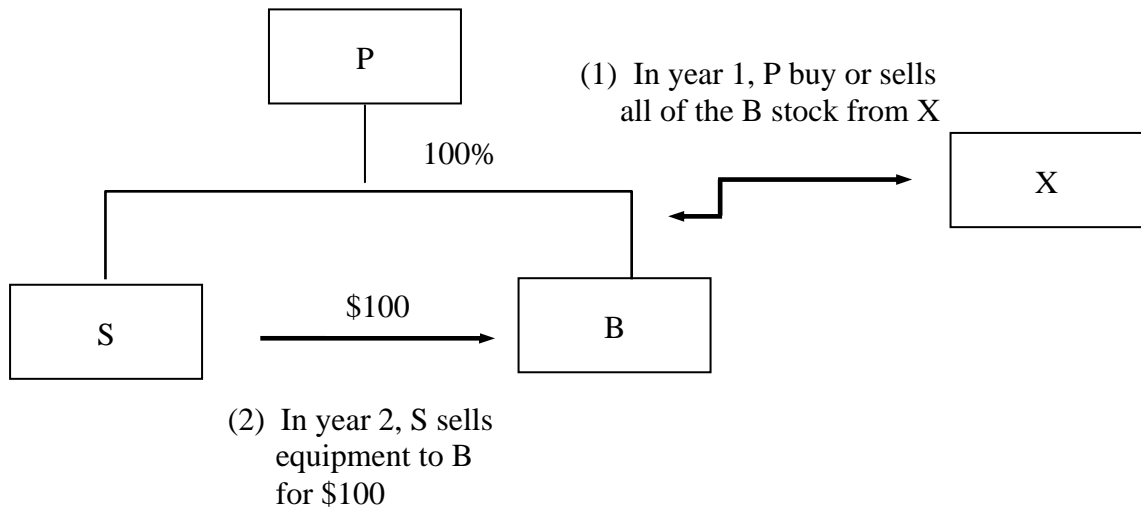 P
(1) In year 1, P buy or sells
all of the B stock from X
100%
X
S
$100
B
(2) In year 2, S sells
equipment to B
for $100